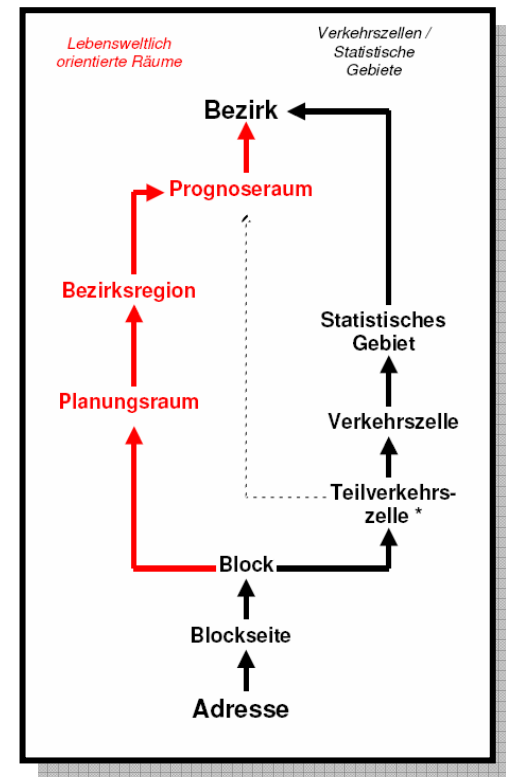 Lebensweltlich
orientierte Räume
Verkehrszellen /
Statistische
Gebiete
Bezirk
Prognoseraum
Bezirksregion
Statistisches
Gebiet
Planungsraum
Verkehrszelle
Teilverkehrs-
zelle *
Block
Blockseite
Adresse